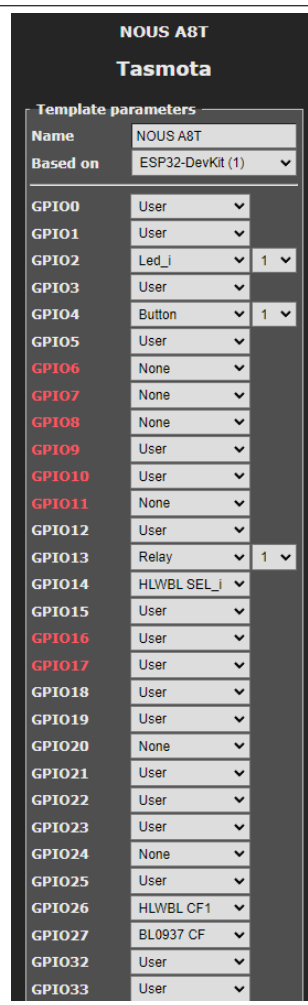 NOUS A8T
Tasmota
Template parameters
Name NOUS A8T
Based on ESP32-DevKit (1)
GPIO0 User
GPIO1 User
GPIO2 Led_i 1
GPIO3 User
GPIO4 Button 1
GPIO5 User
GPIO6 None
GPIO7 None
GPIO8 None
GPIO9 User
GPIO10 User
GPIO11 None
GPIO12 User
GPIO13 Relay 1
GPIO14 HLWBL SEL_i
GPIO15 User
GPIO16 User
GPIO17 User
GPIO18 User
GPIO19 User
GPIO20 None
GPIO21 User
GPIO22 User
GPIO23 User
GPIO24 None
GPIO25 User
GPIO26 HLWBL CF1
GPIO27 BL0937 CF
GPIO32 User
GPIO33 User